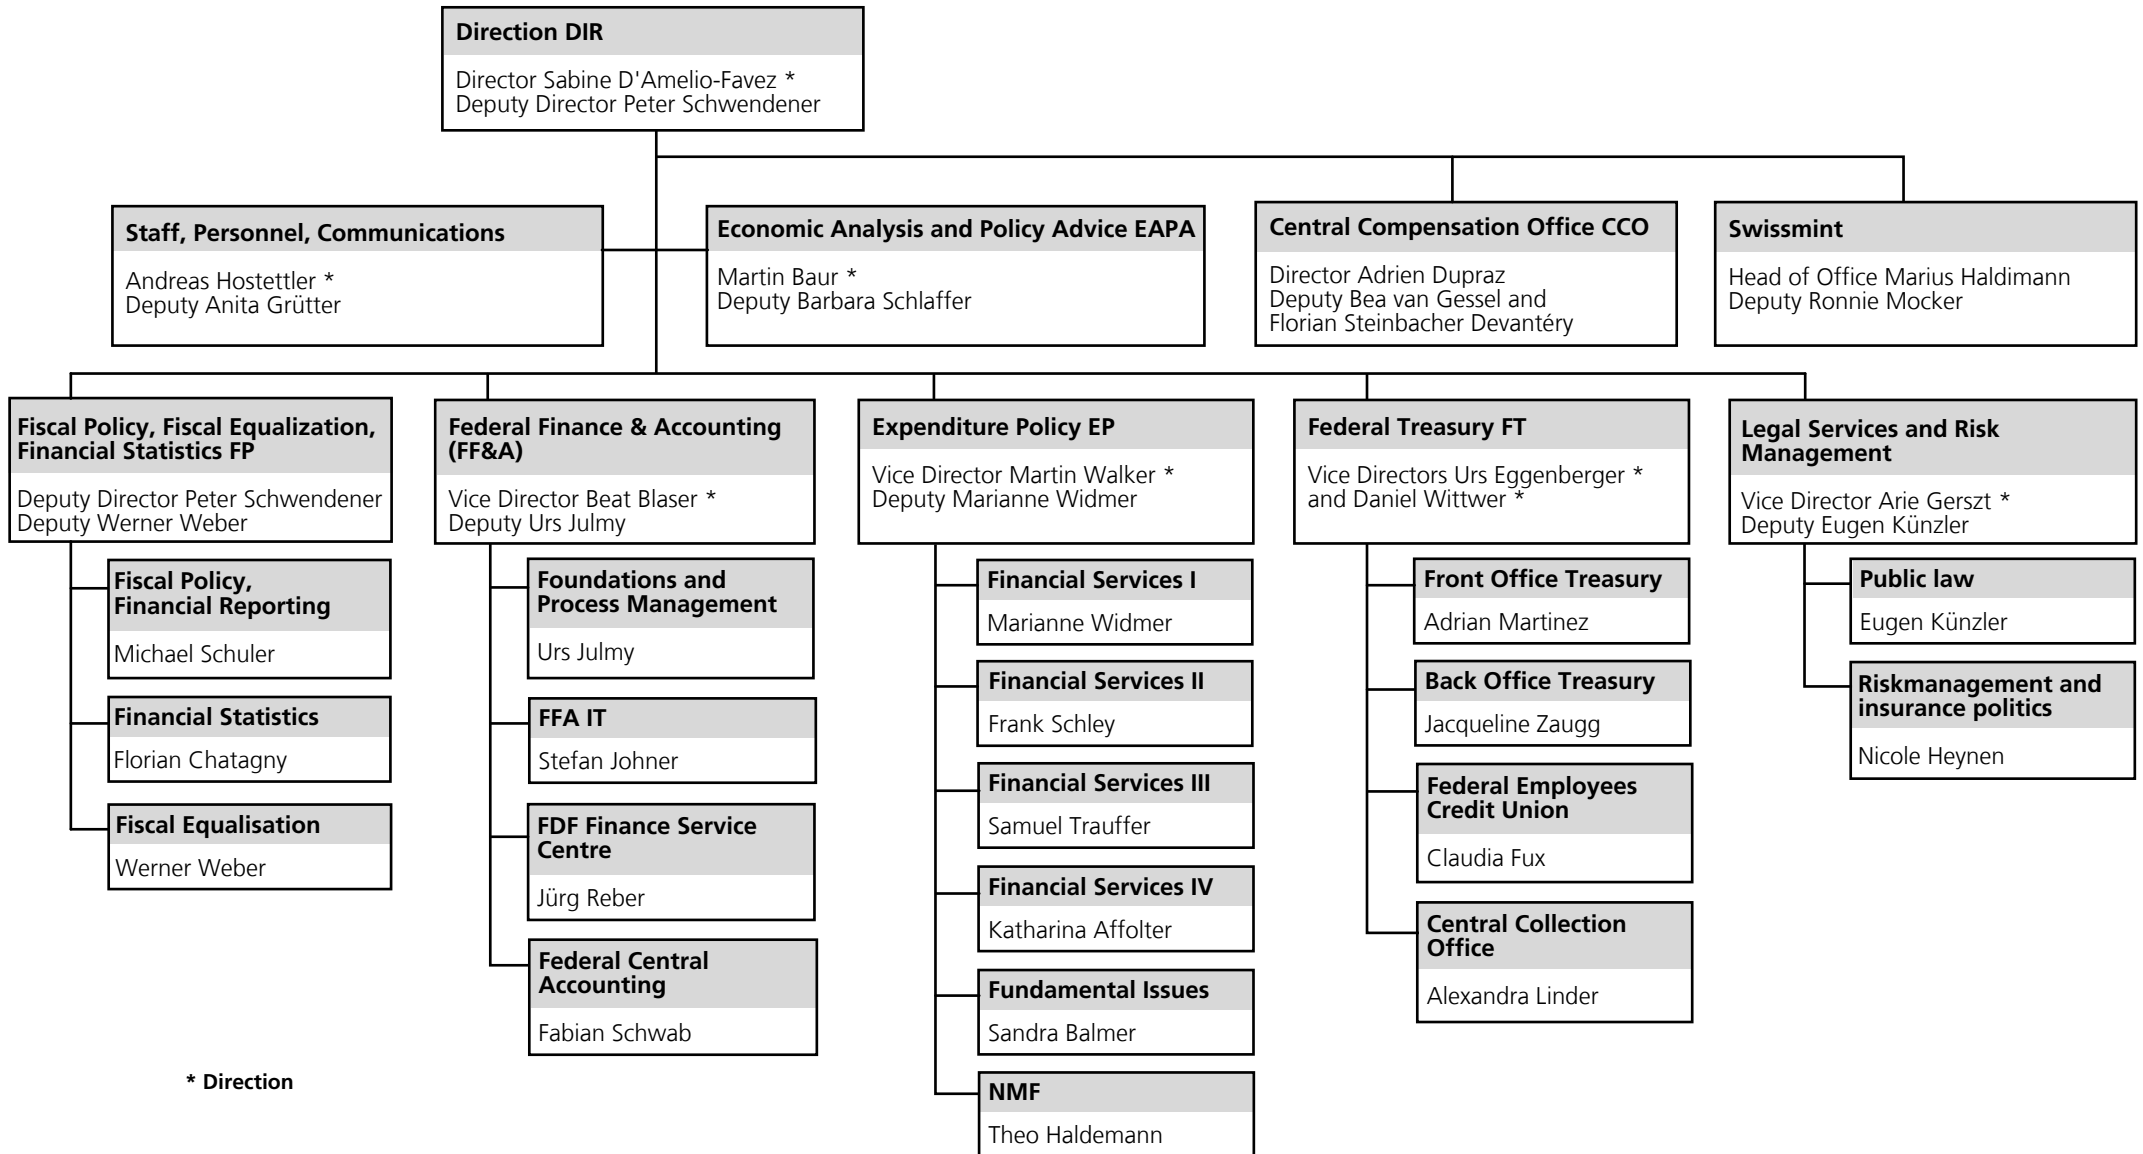 Direction DIR
Director Sabine D'Amelio-Favez *
Deputy Director Peter Schwendener
Staff, Personnel, Communications
Andreas Hostettler *
Deputy Anita Grütter
Economic Analysis and Policy Advice EAPA
Martin Baur *
Deputy Barbara Schlaffer
Central Compensation Office CCO
Director Adrien Dupraz
Deputy Bea van Gessel and
Florian Steinbacher Devantéry
Swissmint
Head of Office Marius Haldimann
Deputy Ronnie Mocker
Fiscal Policy, Fiscal Equalization,
Financial Statistics FP
Deputy Director Peter Schwendener
Deputy Werner Weber
Fiscal Policy,
Financial Reporting
Michael Schuler
Financial Statistics
Florian Chatagny
Fiscal Equalisation
Werner Weber
Federal Finance & Accounting
(FF&A)
Vice Director Beat Blaser *
Deputy Urs Julmy
Foundations and
Process Management
Urs Julmy
FFA IT
Stefan Johner
FDF Finance Service
Centre
Jürg Reber
Federal Central
Accounting
Fabian Schwab
Expenditure Policy EP
Vice Director Martin Walker *
Deputy Marianne Widmer
Financial Services I
Marianne Widmer
Financial Services II
Frank Schley
Financial Services III
Samuel Trauffer
Financial Services IV
Katharina Affolter
Fundamental Issues
Sandra Balmer
NMF
Theo Haldemann
Federal Treasury FT
Vice Directors Urs Eggenberger *
and Daniel Wittwer *
Front Office Treasury
Adrian Martinez
Back Office Treasury
Jacqueline Zaugg
Federal Employees
Credit Union
Claudia Fux
Central Collection
Office
Alexandra Linder
Legal Services and Risk
Management
Vice Director Arie Gerszt *
Deputy Eugen Künzler
Public law
Eugen Künzler
Riskmanagement and
insurance politics
Nicole Heynen
* Direction